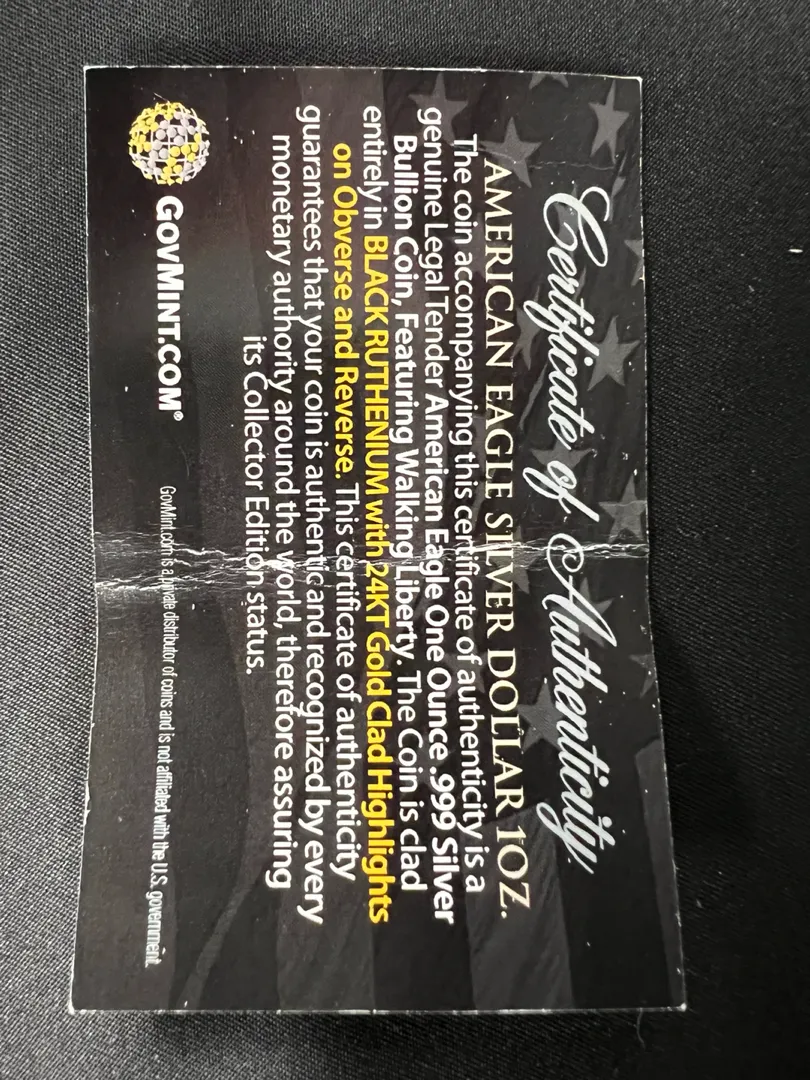 Certificate of Authenticity
AMERICAN EAGLE SILVER DOLLAR 1OZ.
The coin accompanying this certificate of authenticity is a
genuine Legal Tender American Eagle One Ounce .999 Silver
Bullion Coin, Featuring Walking Liberty. The Coin is clad
entirely in BLACK RUTHENIUM with 24KT Gold Clad Highlights
on Obverse and Reverse. This certificate of authenticity
guarantees that your coin is authentic and recognized by every
monetary authority around the world, therefore assuring
its Collector Edition status.
GOVMINT.COM®
GovMint.com is a private distributor of coins and is not affiliated with the U.S. government.